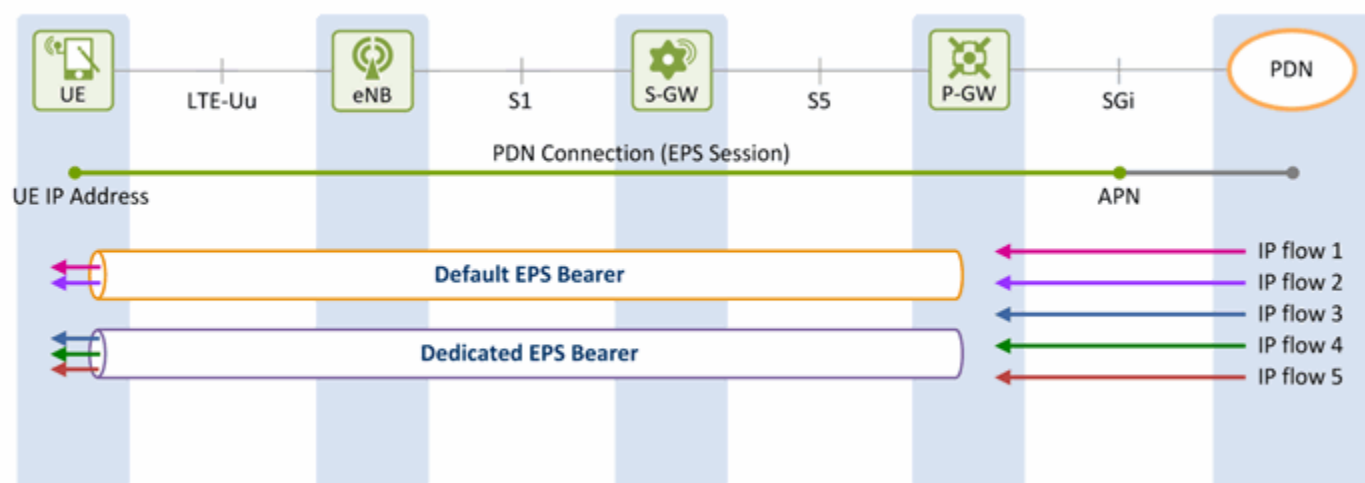 UE
LTE-Uu
eNB
S1
S-GW
S5
P-GW
SGi
PDN
PDN Connection (EPS Session)
UE IP Address
APN
Default EPS Bearer
Dedicated EPS Bearer
IP flow 1
IP flow 2
IP flow 3
IP flow 4
IP flow 5